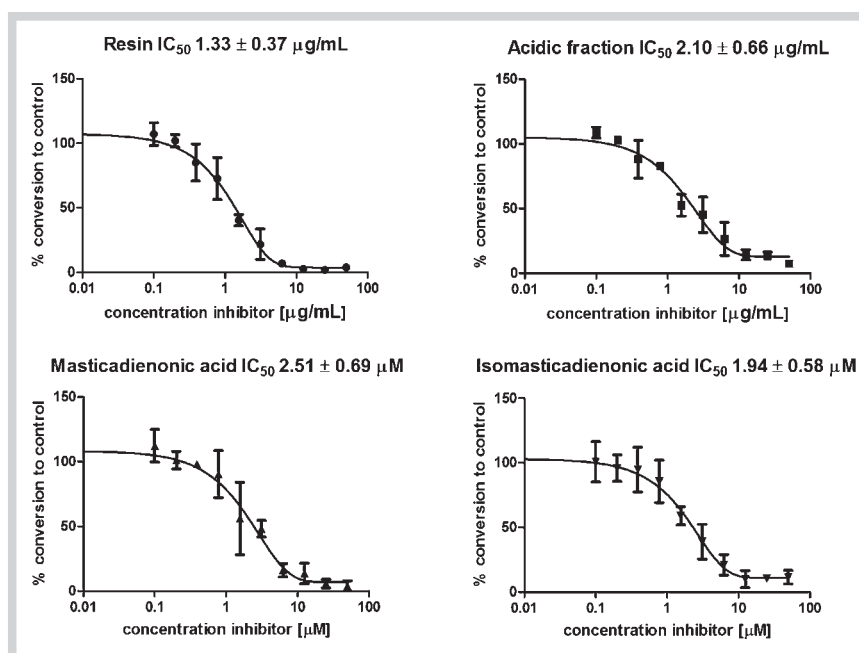 Resin IC50 1.33 ± 0.37 μg/mL
% conversion to control
150
100
50
0
0.01 0.1 1 10 100
concentration inhibitor [μg/mL]
Acidic fraction IC50 2.10 ± 0.66 μg/mL
% conversion to control
150
100
50
0
0.01 0.1 1 10 100
concentration inhibitor [μg/mL]
Masticadienonic acid IC50 2.51 ± 0.69 μM
% conversion to control
150
100
50
0
0.01 0.1 1 10 100
concentration inhibitor [μM]
Isomasticadienonic acid IC50 1.94 ± 0.58 μM
% conversion to control
150
100
50
0
0.01 0.1 1 10 100
concentration inhibitor [μM]